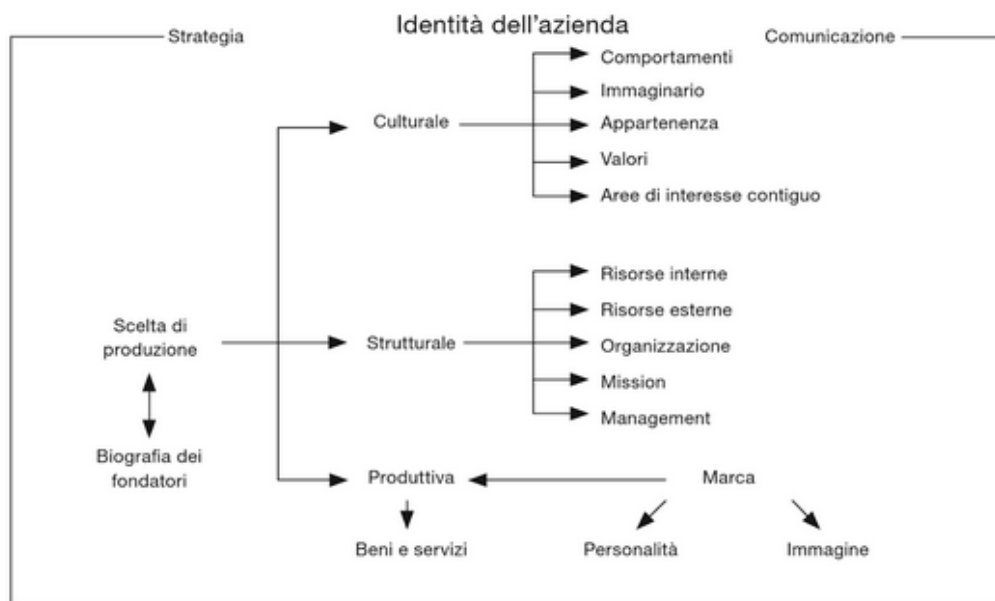 Identità dell'azienda
Strategia
Comunicazione
Comportamenti
Immaginario
Culturale
Appartenenza
Valori
Aree di interesse contiguo
Risorse interne
Risorse esterne
Scelta di
produzione
Strutturale
Organizzazione
Mission
Management
Biografia dei
fondatori
Produttiva
Marca
Beni e servizi
Personalità
Immagine